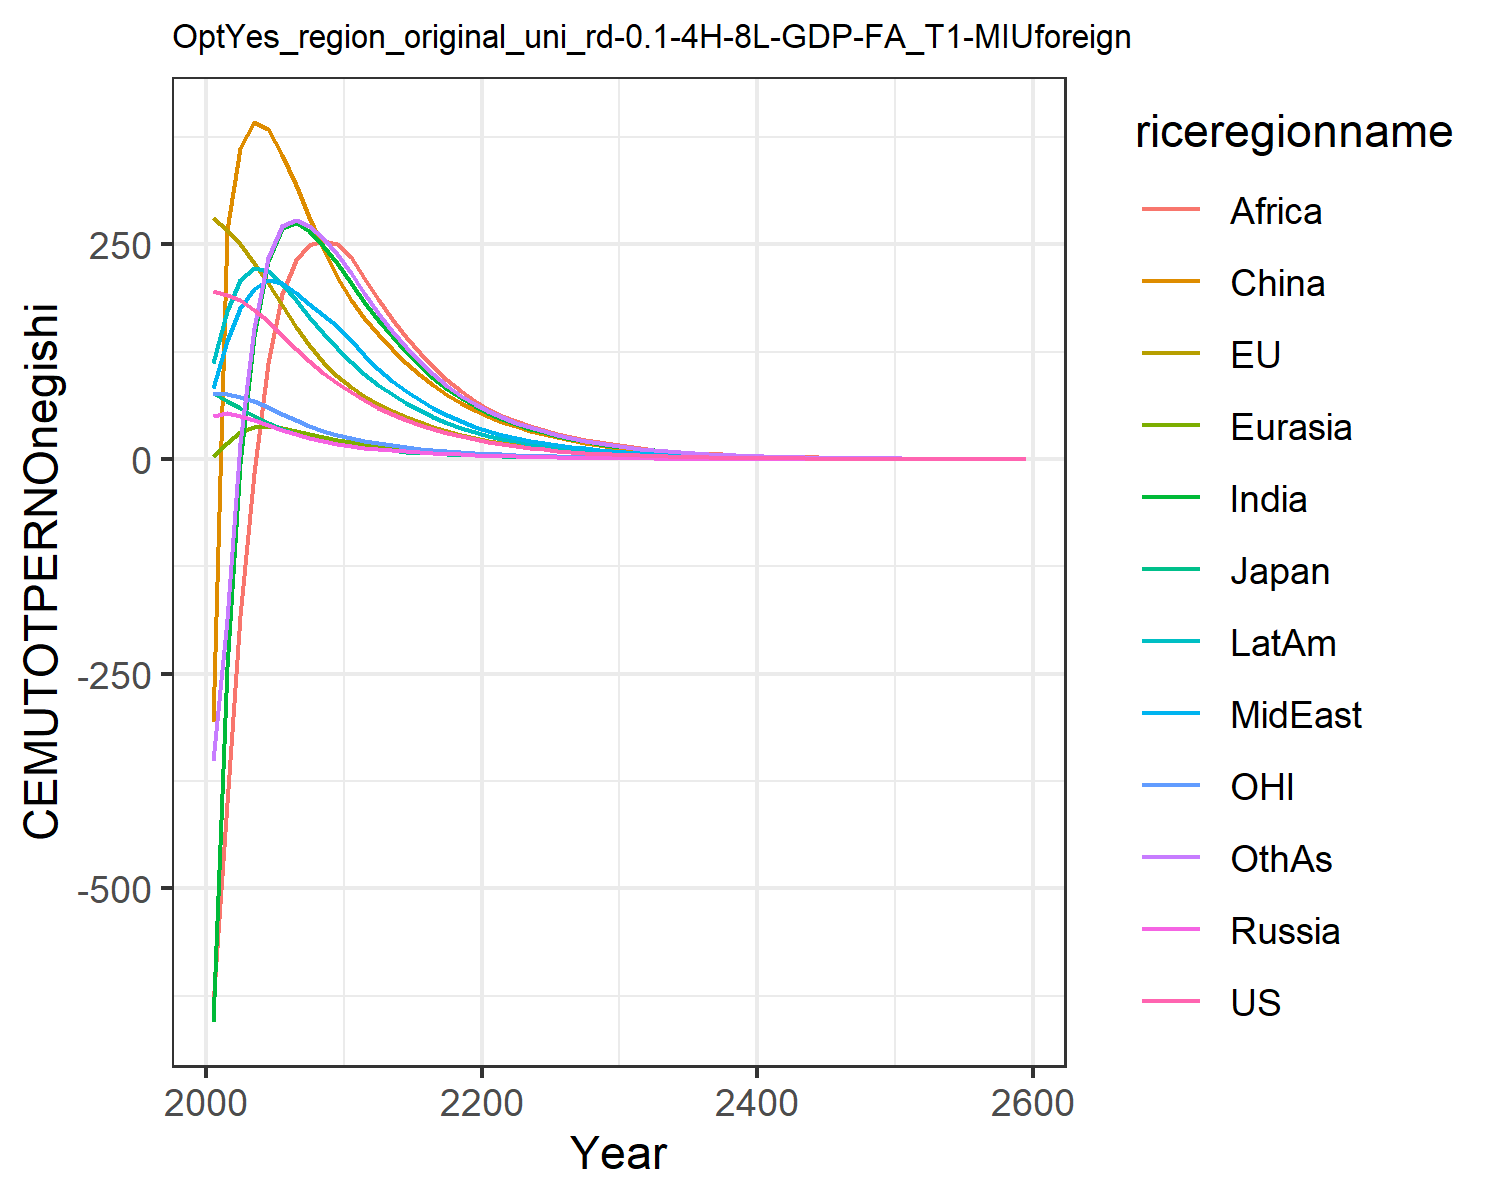 OptYes_region_original_uni_rd-0.1-4H-8L-GDP-FA_T1-MIUforeign
CEMUTOTPERNOnegishi
250
0
-250
-500
2000
2200
2400
2600
Year
riceregionname
Africa
China
EU
Eurasia
India
Japan
LatAm
MidEast
OHI
OthAs
Russia
US